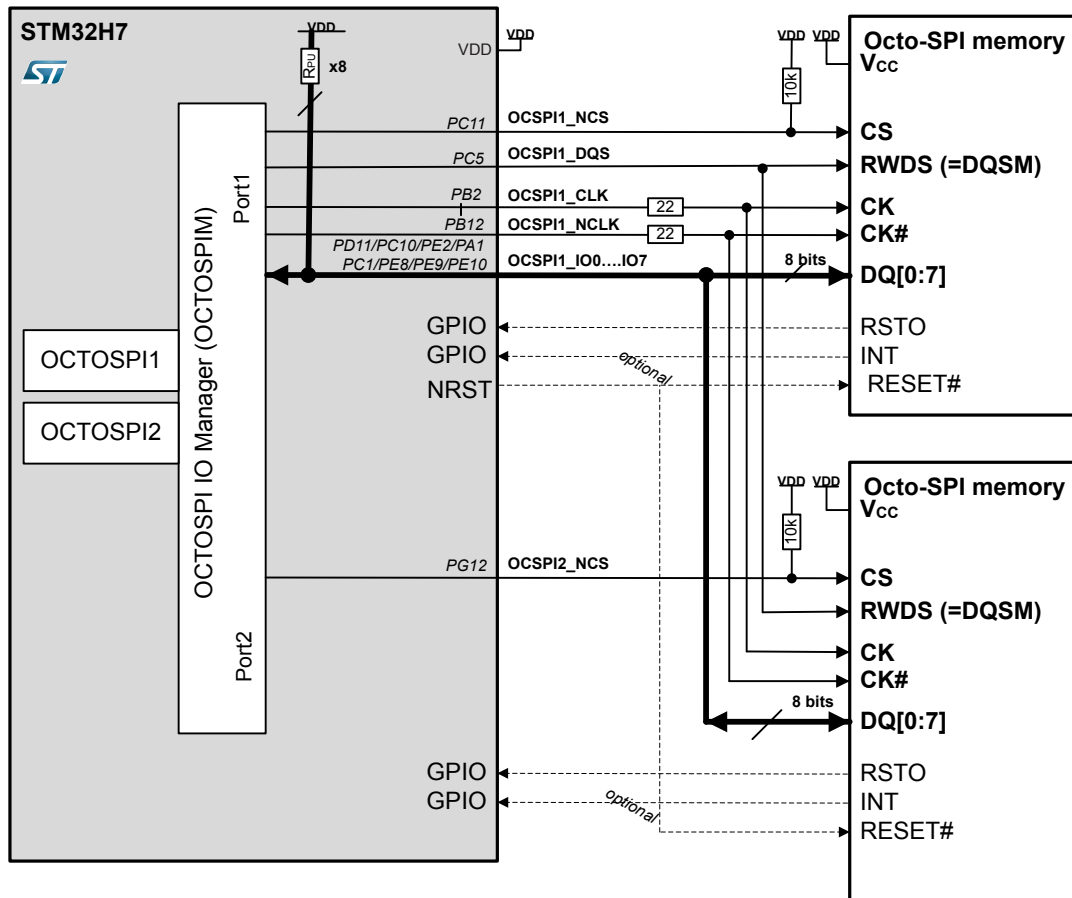 STM32H7
ST
VDD
RPU
x8
VDD
VDD
VDD
VDD
10k
Octo-SPI memory
VCC
PC11
OCSPI1_NCS
CS
PC5
OCSPI1_DQS
RWDS (=DQSM)
PB2
OCSPI1_CLK
22
CK
PB12
OCSPI1_NCLK
22
CK#
PD11/PC10/PE2/PA1
PC1/PE8/PE9/PE10
OCSPI1_IO0....IO7
8 bits
DQ[0:7]
Port1
OCTOSPI IO Manager (OCTOSPIM)
Port2
OCTOSPI1
OCTOSPI2
GPIO
RSTO
GPIO
INT
optional
NRST
RESET#
VDD
VDD
10k
Octo-SPI memory
VCC
PG12
OCSPI2_NCS
CS
RWDS (=DQSM)
CK
CK#
8 bits
DQ[0:7]
GPIO
RSTO
GPIO
INT
optional
RESET#